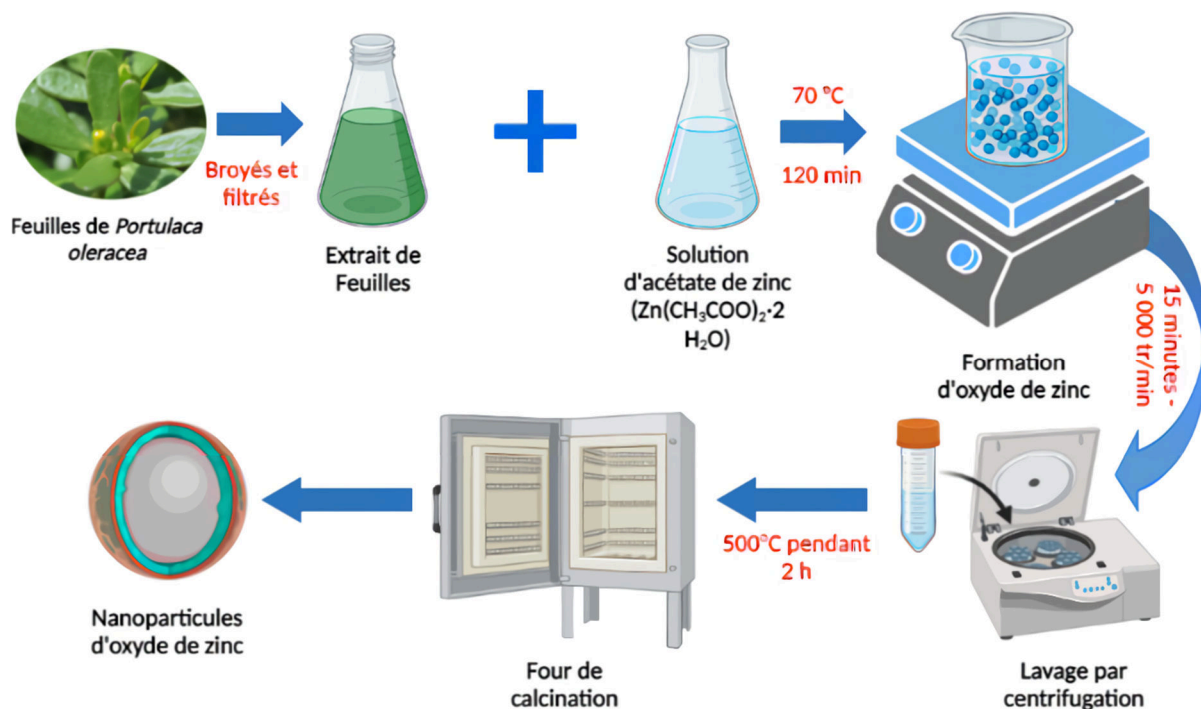 Feuilles de Portulaca
oleracea
Broyés et
filtrés
Extrait de
Feuilles
Solution
d'acétate de zinc
(Zn(CH₃COO)₂·2
H₂O)
70 °C
120 min
Formation
d'oxyde de zinc
15 minutes -
5 000 tr/min
Lavage par
centrifugation
500°C pendant
2 h
Four de
calcination
Nanoparticules
d'oxyde de zinc